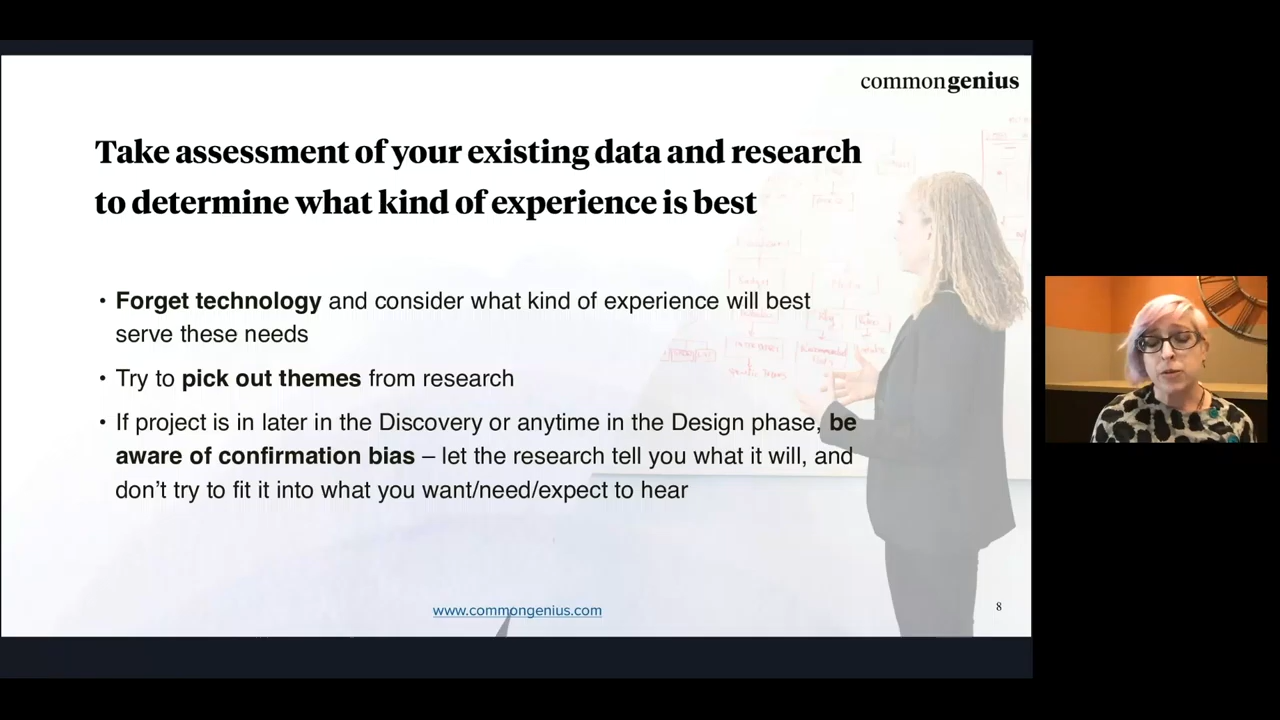 commongenius
Take assessment of your existing data and research
to determine what kind of experience is best
• Forget technology and consider what kind of experience will best
serve these needs
• Try to pick out themes from research
• If project is in later in the Discovery or anytime in the Design phase, be
aware of confirmation bias – let the research tell you what it will, and
don’t try to fit it into what you want/need/expect to hear
www.commongenius.com
8